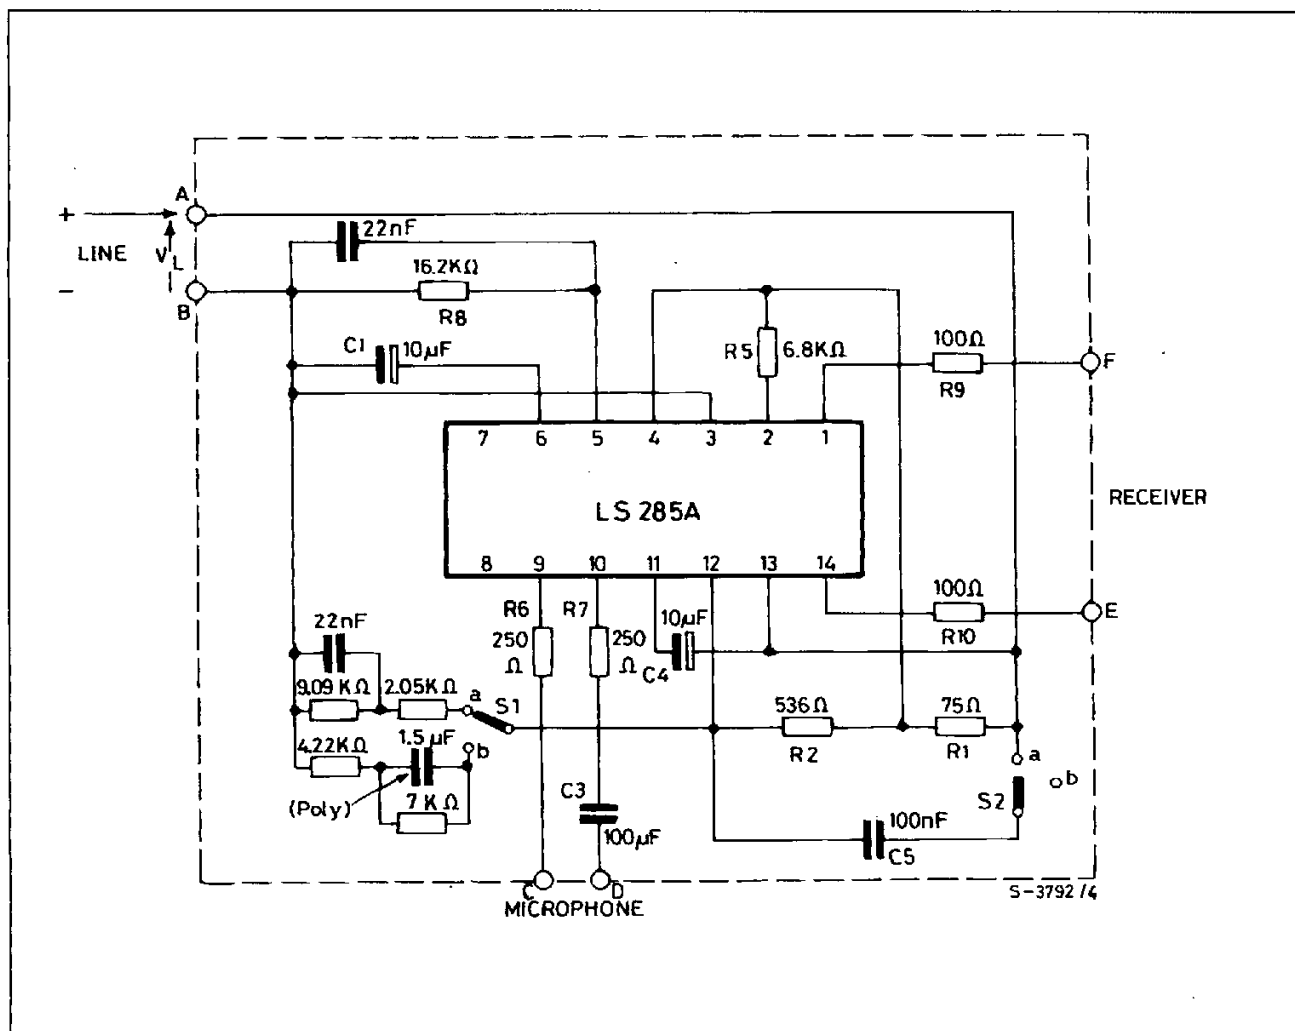 A
+
22nF
LINE
VL
16.2KΩ
-
B
R8
C1
10µF
R5
6.8KΩ
100Ω
F
R9
7 6 5 4 3 2 1
LS 285A
RECEIVER
8 9 10 11 12 13 14
R6
R7
100Ω
E
22nF
10µF
R10
250
Ω
250
Ω
C4
9.09 KΩ
2.05KΩ
a
S1
536Ω
75Ω
4.22KΩ
1.5µF
b
R2
R1
a
b
(Poly)
7 KΩ
C3
S2
100µF
100nF
C5
C
D
S-3792/4
MICROPHONE